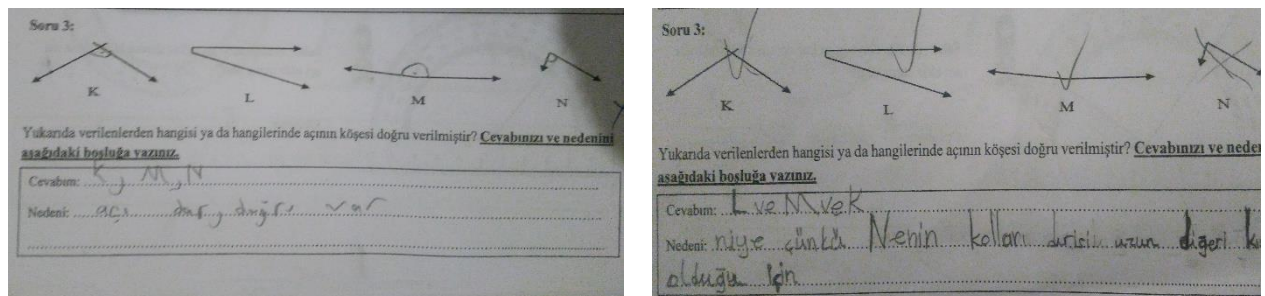 Soru 3:
K
L
M
N
Yukarıda verilenlerden hangisi ya da hangilerinde açının köşesi doğru verilmiştir? Cevabınızı ve nedenini
aşağıdaki boşluğa yazınız.
Cevabım: K, M, N
Nedeni: açı dar, doğru var
Soru 3:
K
L
M
N
Yukarıda verilenlerden hangisi ya da hangilerinde açının köşesi doğru verilmiştir? Cevabınızı ve neden
aşağıdaki boşluğa yazınız.
Cevabım: L ve M ve K
Nedeni: niye çünkü Nenin kolları birisi uzun diğeri
olduğu için